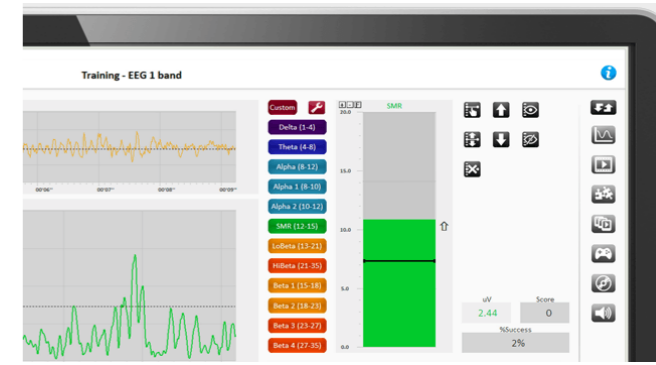 Training - EEG 1 band
Custom
Delta (1-4)
Theta (4-8)
Alpha (8-12)
Alpha 1 (8-10)
Alpha 2 (10-12)
SMR (12-15)
LoBeta (13-21)
HiBeta (21-35)
Beta 1 (15-18)
Beta 2 (18-23)
Beta 3 (23-27)
Beta 4 (27-35)
00'06'' 00'07'' 00'08'' 00'09''
SMR
20.0
15.0
10.0
5.0
0.0
uV Score
2.44 0
%Success
2%